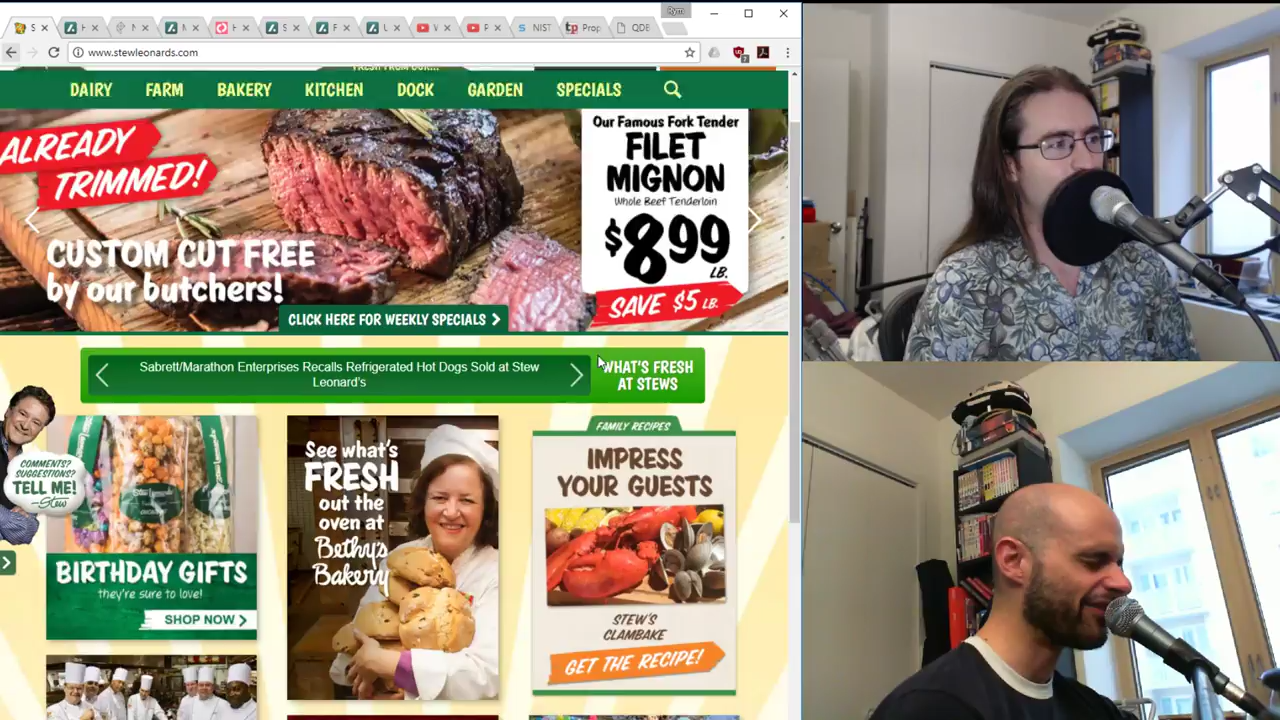 Rym
NIST
Prop
QDB
www.stewleonards.com
DAIRY FARM BAKERY KITCHEN DOCK GARDEN SPECIALS
ALREADY
TRIMMED!
CUSTOM CUT FREE
by our butchers!
Our Famous Fork Tender
FILET
MIGNON
Whole Beef Tenderloin
$8.99
LB.
SAVE $5 LB.
CLICK HERE FOR WEEKLY SPECIALS
Sabrett/Marathon Enterprises Recalls Refrigerated Hot Dogs Sold at Stew
Leonard's
WHAT'S FRESH
AT STEWS
COMMENTS?
SUGGESTIONS?
TELL ME!
-Stew
BIRTHDAY GIFTS
they're sure to love!
SHOP NOW
See what's
FRESH
out the
oven at
Bethy's
Bakery
FAMILY RECIPES
IMPRESS
YOUR GUESTS
STEW'S
CLAMBAKE
GET THE RECIPE!